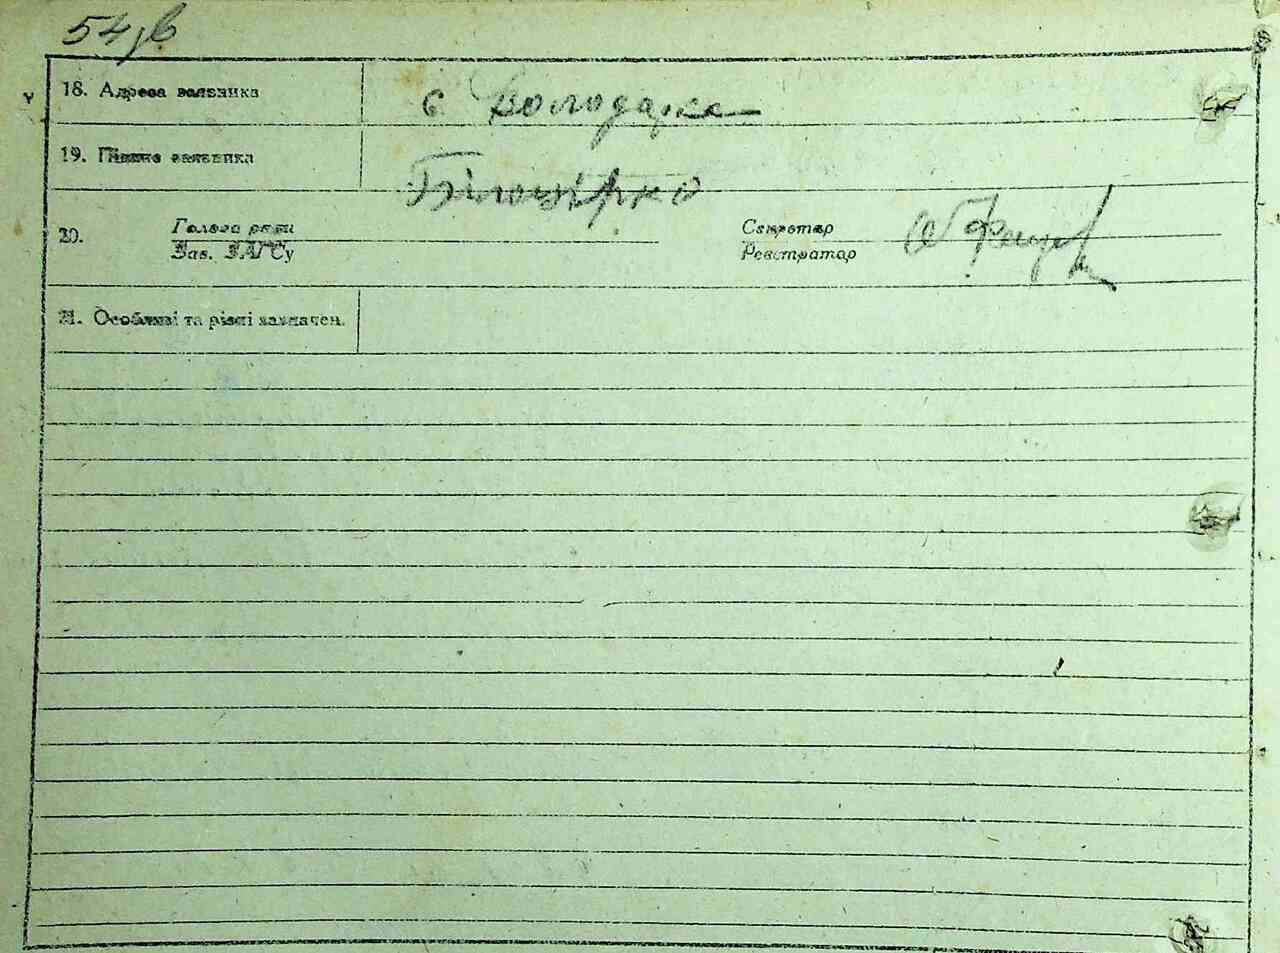 54зв
18. Адреса заявника с Володарка
19. Підпис заявника Білоцірко
20. Голова ради Секретар
Зав. ЗАГСу Реєстратор
21. Особливі та різні зазначен.